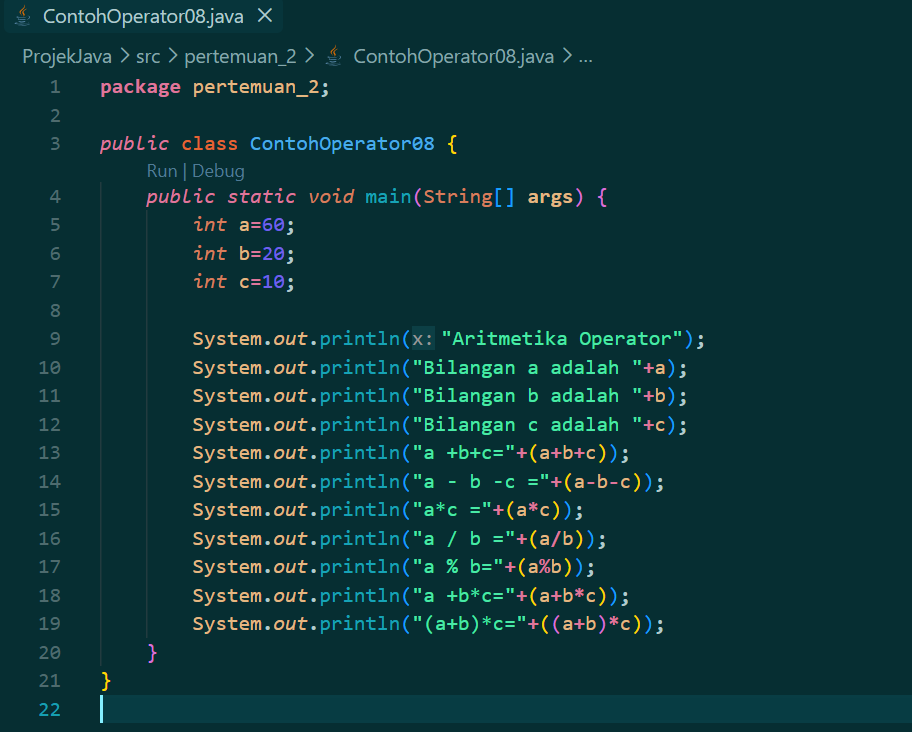 ContohOperator08.java ×
ProjekJava > src > pertemuan_2 > ContohOperator08.java > ...
1 package pertemuan_2;
2
3 public class ContohOperator08 {
Run | Debug
4 public static void main(String[] args) {
5 int a=60;
6 int b=20;
7 int c=10;
8
9 System.out.println(x: "Aritmetika Operator");
10 System.out.println("Bilangan a adalah "+a);
11 System.out.println("Bilangan b adalah "+b);
12 System.out.println("Bilangan c adalah "+c);
13 System.out.println("a +b+c="+(a+b+c));
14 System.out.println("a - b -c ="+(a-b-c));
15 System.out.println("a*c ="+(a*c));
16 System.out.println("a / b ="+(a/b));
17 System.out.println("a % b="+(a%b));
18 System.out.println("a +b*c="+(a+b*c));
19 System.out.println("(a+b)*c="+((a+b)*c));
20 }
21 }
22